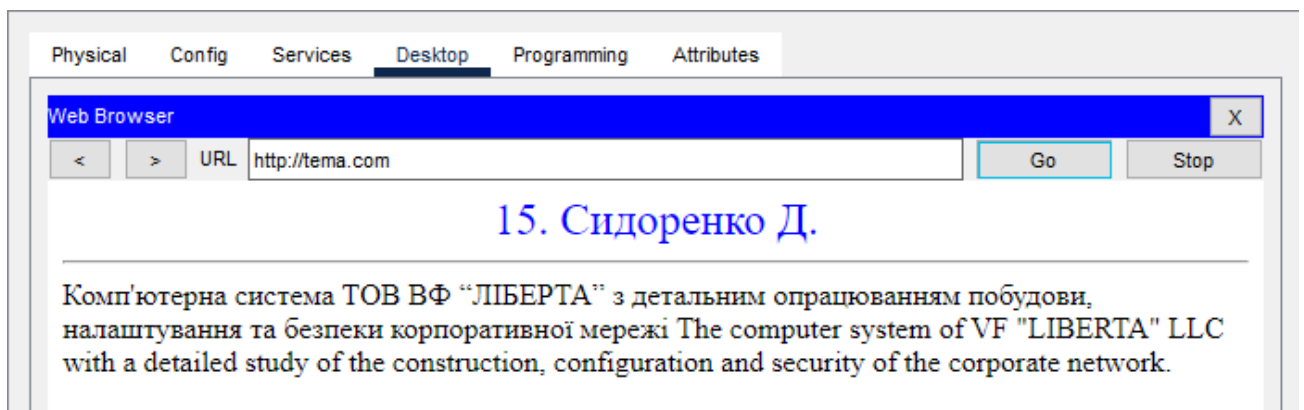 Physical Config Services Desktop Programming Attributes
Web Browser X
< > URL http://tema.com Go Stop
15. Сидоренко Д.
Комп'ютерна система ТОВ ВФ “ЛІБЕРТА” з детальним опрацюванням побудови,
налаштування та безпеки корпоративної мережі The computer system of VF "LIBERTA" LLC
with a detailed study of the construction, configuration and security of the corporate network.